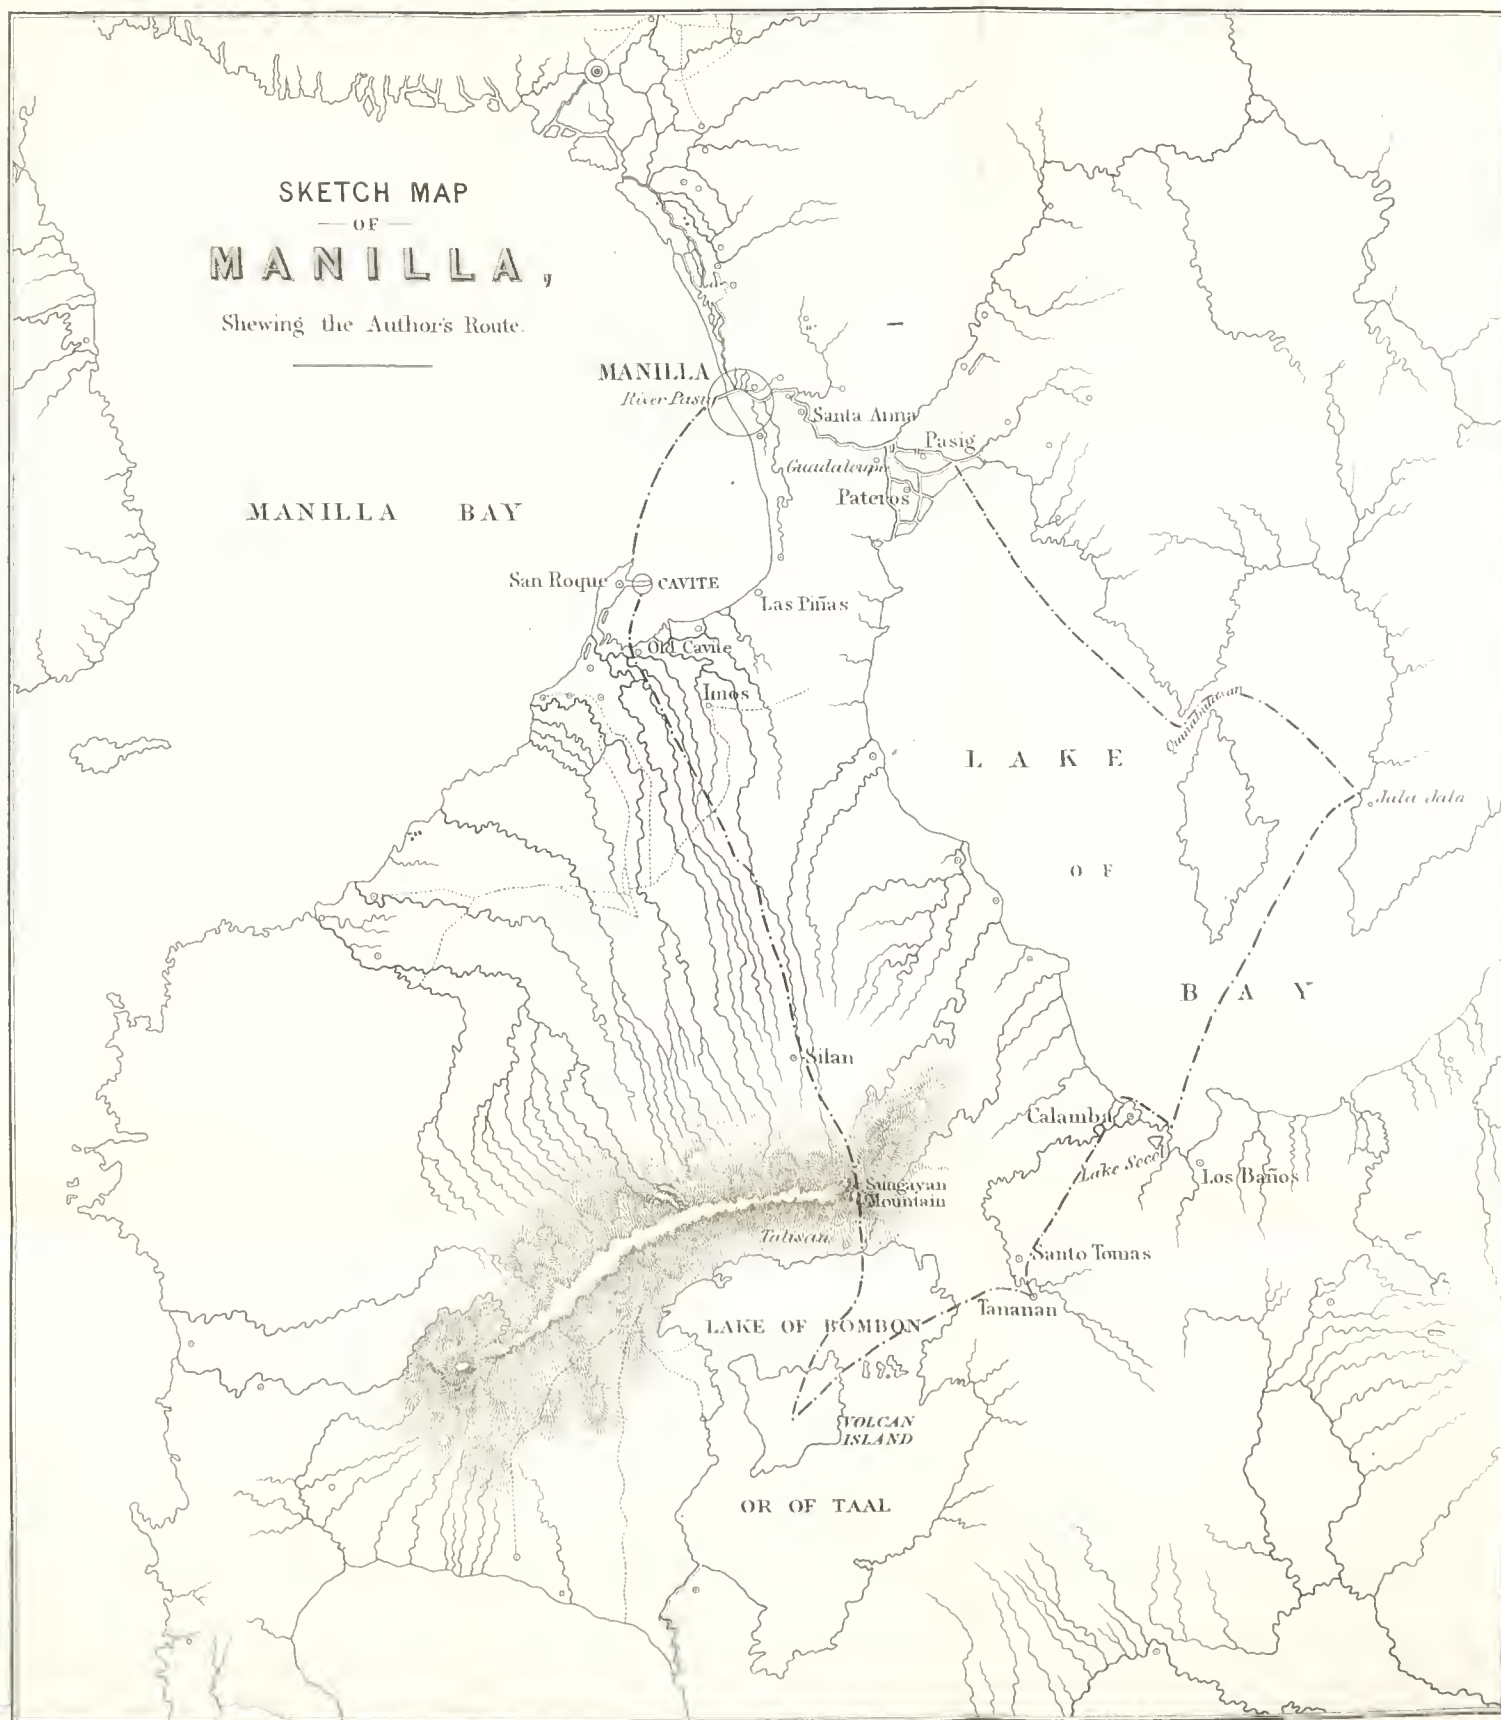 SKETCH MAP
OF
MANILLA,
Shewing the Author's Route.
MANILLA
River Pasig
Santa Anna
Pasig
Guadaloupe
Pateros
MANILLA BAY
San Roque
CAVITE
Las Piñas
Old Cavite
Imos
LAKE
OF
BAY
Quinabutasan
Jala Jala
Silan
Calamba
Lake Socol
Los Baños
Sungayan
Mountain
Talisan
Santo Tomas
Tananan
LAKE OF BOMBON
VOLCAN
ISLAND
OR OF TAAL